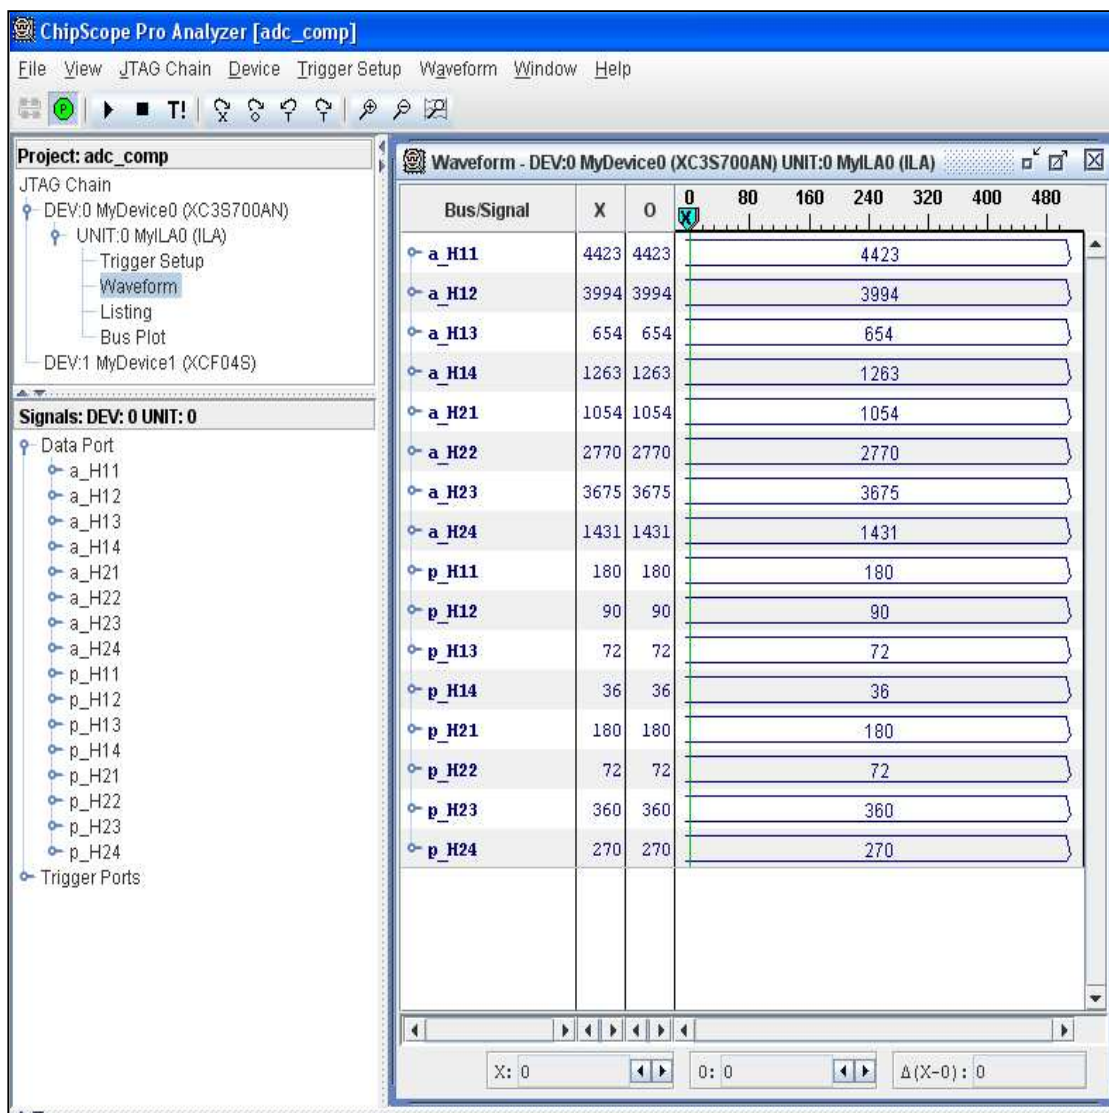 ChipScope Pro Analyzer [adc_comp]
File View JTAG Chain Device Trigger Setup Waveform Window Help
P T! X O T T
Project: adc_comp
JTAG Chain
DEV:0 MyDevice0 (XC3S700AN)
UNIT:0 MyILA0 (ILA)
Trigger Setup
Waveform
Listing
Bus Plot
DEV:1 MyDevice1 (XCF04S)
Signals: DEV: 0 UNIT: 0
Data Port
a_H11
a_H12
a_H13
a_H14
a_H21
a_H22
a_H23
a_H24
p_H11
p_H12
p_H13
p_H14
p_H21
p_H22
p_H23
p_H24
Trigger Ports
Waveform - DEV:0 MyDevice0 (XC3S700AN) UNIT:0 MyILA0 (ILA)
Bus/Signal X O 0 80 160 240 320 400 480
X
a_H11 4423 4423 4423
a_H12 3994 3994 3994
a_H13 654 654 654
a_H14 1263 1263 1263
a_H21 1054 1054 1054
a_H22 2770 2770 2770
a_H23 3675 3675 3675
a_H24 1431 1431 1431
p_H11 180 180 180
p_H12 90 90 90
p_H13 72 72 72
p_H14 36 36 36
p_H21 180 180 180
p_H22 72 72 72
p_H23 360 360 360
p_H24 270 270 270
X: 0 O: 0 Δ(X-O): 0